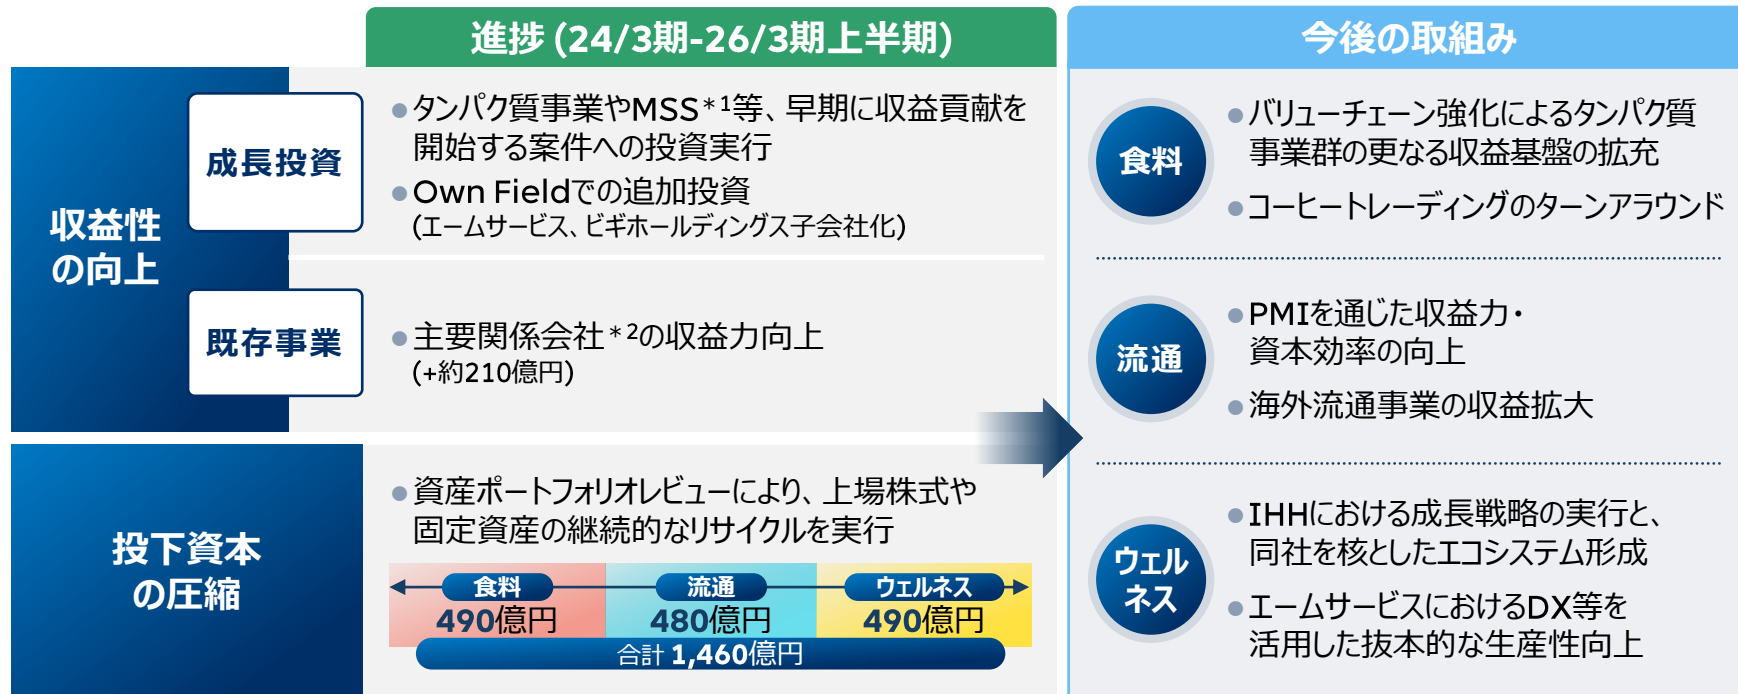 進捗 (24/3期-26/3期上半期)
今後の取組み
収益性
の向上
成長投資
●タンパク質事業やMSS*1等、早期に収益貢献を
開始する案件への投資実行
●Own Fieldでの追加投資
(エームサービス、ビギホールディングス子会社化)
既存事業
●主要関係会社*2の収益力向上
(+約210億円)
投下資本
の圧縮
●資産ポートフォリオレビューにより、上場株式や
固定資産の継続的なリサイクルを実行
食料 流通 ウェルネス
490億円 480億円 490億円
合計 1,460億円
食料
●バリューチェーン強化によるタンパク質
事業群の更なる収益基盤の拡充
●コーヒートレーディングのターンアラウンド
流通
●PMIを通じた収益力・
資本効率の向上
●海外流通事業の収益拡大
ウェル
ネス
●IHHにおける成長戦略の実行と、
同社を核としたエコシステム形成
●エームサービスにおけるDX等を
活用した抜本的な生産性向上